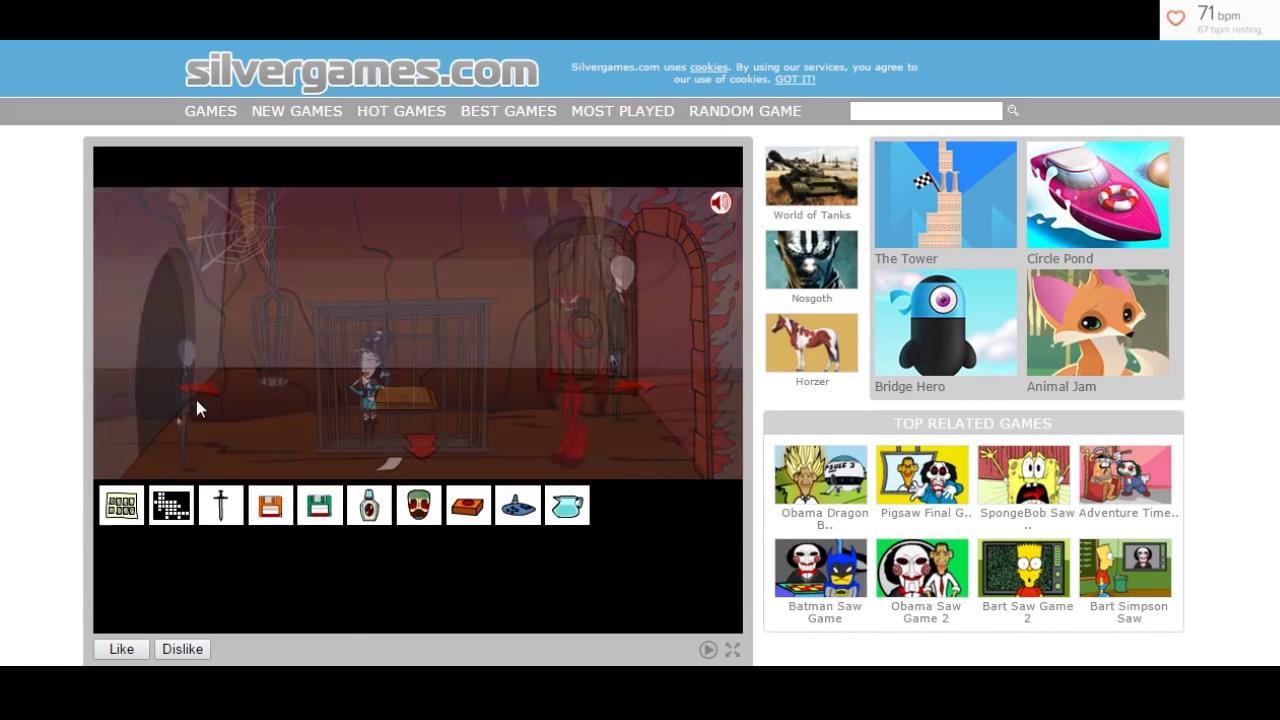 71 bpm
67 bpm resting
silvergames.com
Silvergames.com uses cookies. By using our services, you agree to
our use of cookies. GOT IT!
GAMES NEW GAMES HOT GAMES BEST GAMES MOST PLAYED RANDOM GAME
World of Tanks
Nosgoth
Horzer
The Tower
Circle Pond
Bridge Hero
Animal Jam
TOP RELATED GAMES
Obama Dragon
B..
Pigsaw Final G..
SpongeBob Saw
..
Adventure Time..
Batman Saw
Game
Obama Saw
Game 2
Bart Saw Game
2
Bart Simpson
Saw
Like Dislike